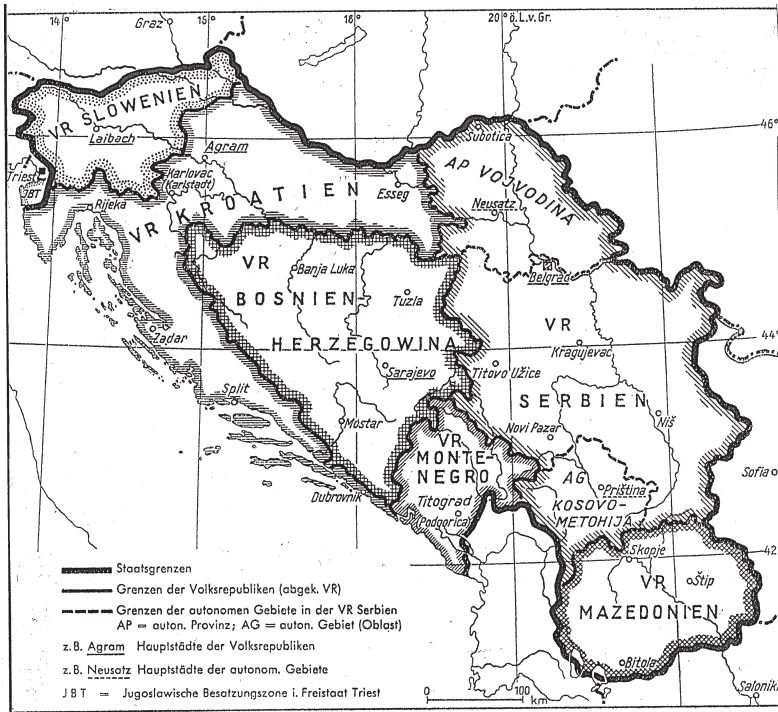 14°
Graz
16°
18°
20° ö.L.v.Gr.
46°
VR SLOWENIEN
Laibach
Agram
Subotica
AP VOJVODINA
Triest
JBT
Karlovac
(Karlstadt)
Esseg
Neusatz
Rijeka
VR KROATIEN
Belgrad
VR
BOSNIEN-
HERZEGOWINA
Banja Luka
Tuzla
Sarajevo
Mostar
Zadar
Split
Dubrovnik
44°
VR
SERBIEN
Kragujevac
Titovo Užice
Novi Pazar
Niš
Sofia
VR
MONTE-
NEGRO
Titograd
(Podgorica)
AG
KOSOVO-
METOHIJA
Priština
42°
Skopje
VR
MAZEDONIEN
Štip
Bitola
Saloniki
Staatsgrenzen
Grenzen der Volksrepubliken (abgek. VR)
Grenzen der autonomen Gebiete in der VR Serbien
AP = auton. Provinz; AG = auton. Gebiet (Oblast)
z.B. Agram Hauptstädte der Volksrepubliken
z.B. Neusatz Hauptstädte der autonom. Gebiete
JBT = Jugoslawische Besatzungszone i. Freistaat Triest
0 100
km